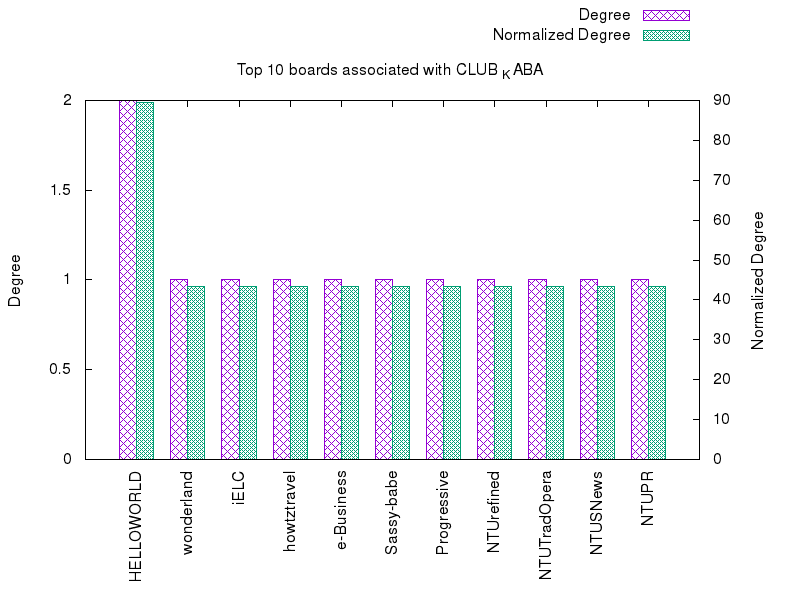 Degree
Normalized Degree
Top 10 boards associated with CLUB KABA
2
1.5
1
0.5
0
Degree
90
80
70
60
50
40
30
20
10
0
Normalized Degree
HELLOWORLD
wonderland
iELC
howtztravel
e-Business
Sassy-babe
Progressive
NTUrefined
NTUTradOpera
NTUSNews
NTUPR